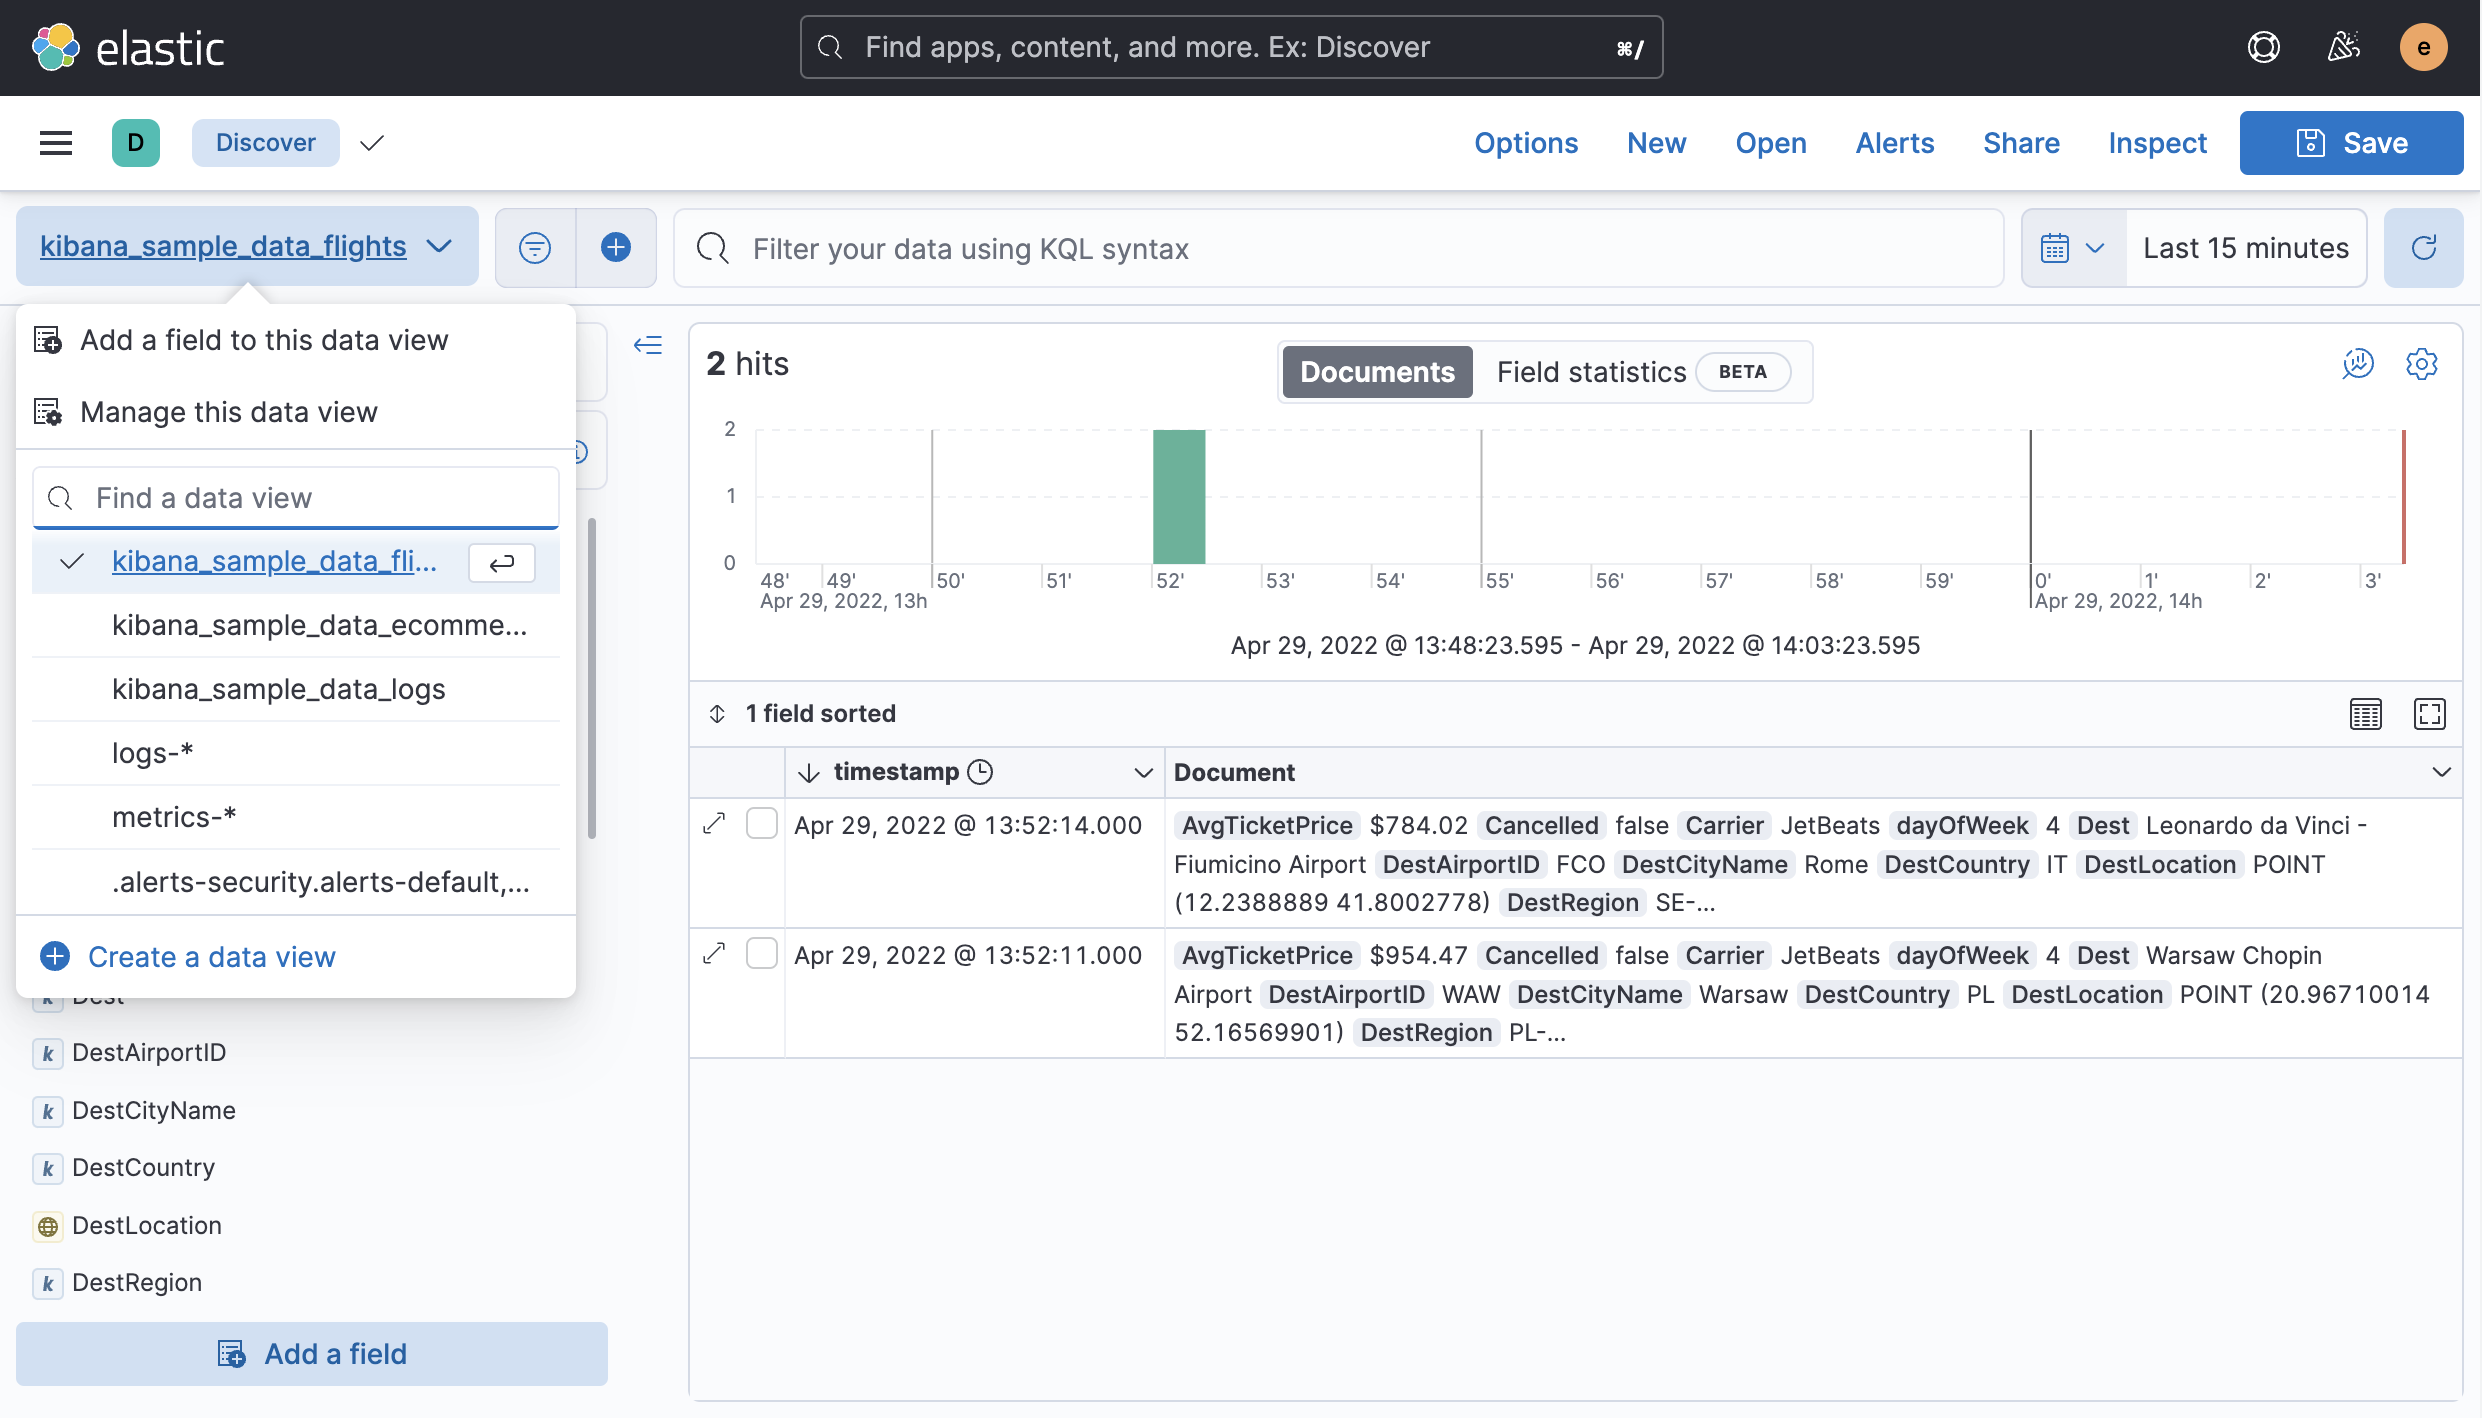 elastic
Find apps, content, and more. Ex: Discover
⌘/
e
D
Discover
Options
New
Open
Alerts
Share
Inspect
Save
kibana_sample_data_flights
Filter your data using KQL syntax
Last 15 minutes
Add a field to this data view
Manage this data view
Find a data view
kibana_sample_data_fli...
kibana_sample_data_ecomme...
kibana_sample_data_logs
logs-*
metrics-*
.alerts-security.alerts-default,...
Create a data view
Dest
k DestAirportID
k DestCityName
k DestCountry
DestLocation
k DestRegion
Add a field
2 hits
Documents
Field statistics
BETA
2
1
0
48' 49' 50' 51' 52' 53' 54' 55' 56' 57' 58' 59' 0' 1' 2' 3'
Apr 29, 2022, 13h
Apr 29, 2022, 14h
Apr 29, 2022 @ 13:48:23.595 - Apr 29, 2022 @ 14:03:23.595
1 field sorted
timestamp
Document
Apr 29, 2022 @ 13:52:14.000
AvgTicketPrice $784.02 Cancelled false Carrier JetBeats dayOfWeek 4 Dest Leonardo da Vinci -
Fiumicino Airport DestAirportID FCO DestCityName Rome DestCountry IT DestLocation POINT
(12.2388889 41.8002778) DestRegion SE-...
Apr 29, 2022 @ 13:52:11.000
AvgTicketPrice $954.47 Cancelled false Carrier JetBeats dayOfWeek 4 Dest Warsaw Chopin
Airport DestAirportID WAW DestCityName Warsaw DestCountry PL DestLocation POINT (20.96710014
52.16569901) DestRegion PL-...